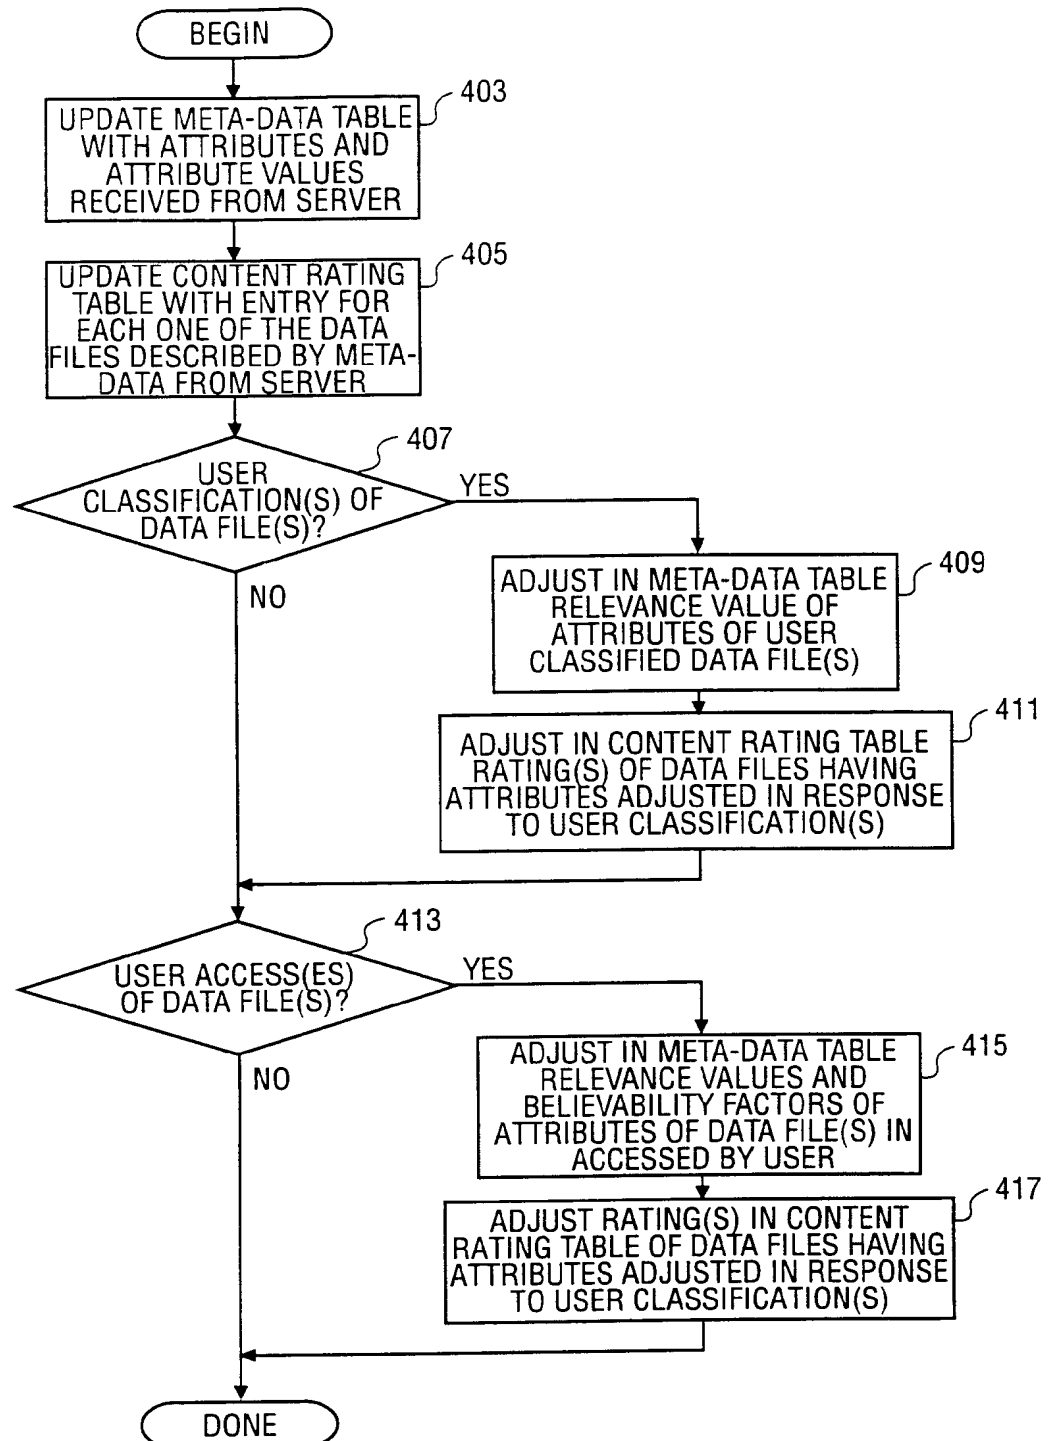 BEGIN
403
UPDATE META-DATA TABLE
WITH ATTRIBUTES AND
ATTRIBUTE VALUES
RECEIVED FROM SERVER
405
UPDATE CONTENT RATING
TABLE WITH ENTRY FOR
EACH ONE OF THE DATA
FILES DESCRIBED BY META-
DATA FROM SERVER
407
USER
CLASSIFICATION(S) OF
DATA FILE(S)?
YES
NO
409
ADJUST IN META-DATA TABLE
RELEVANCE VALUE OF
ATTRIBUTES OF USER
CLASSIFIED DATA FILE(S)
411
ADJUST IN CONTENT RATING TABLE
RATING(S) OF DATA FILES HAVING
ATTRIBUTES ADJUSTED IN RESPONSE
TO USER CLASSIFICATION(S)
413
USER ACCESS(ES)
OF DATA FILE(S)?
YES
NO
415
ADJUST IN META-DATA TABLE
RELEVANCE VALUES AND
BELIEVABILITY FACTORS OF
ATTRIBUTES OF DATA FILE(S) IN
ACCESSED BY USER
417
ADJUST RATING(S) IN CONTENT
RATING TABLE OF DATA FILES HAVING
ATTRIBUTES ADJUSTED IN RESPONSE
TO USER CLASSIFICATION(S)
DONE